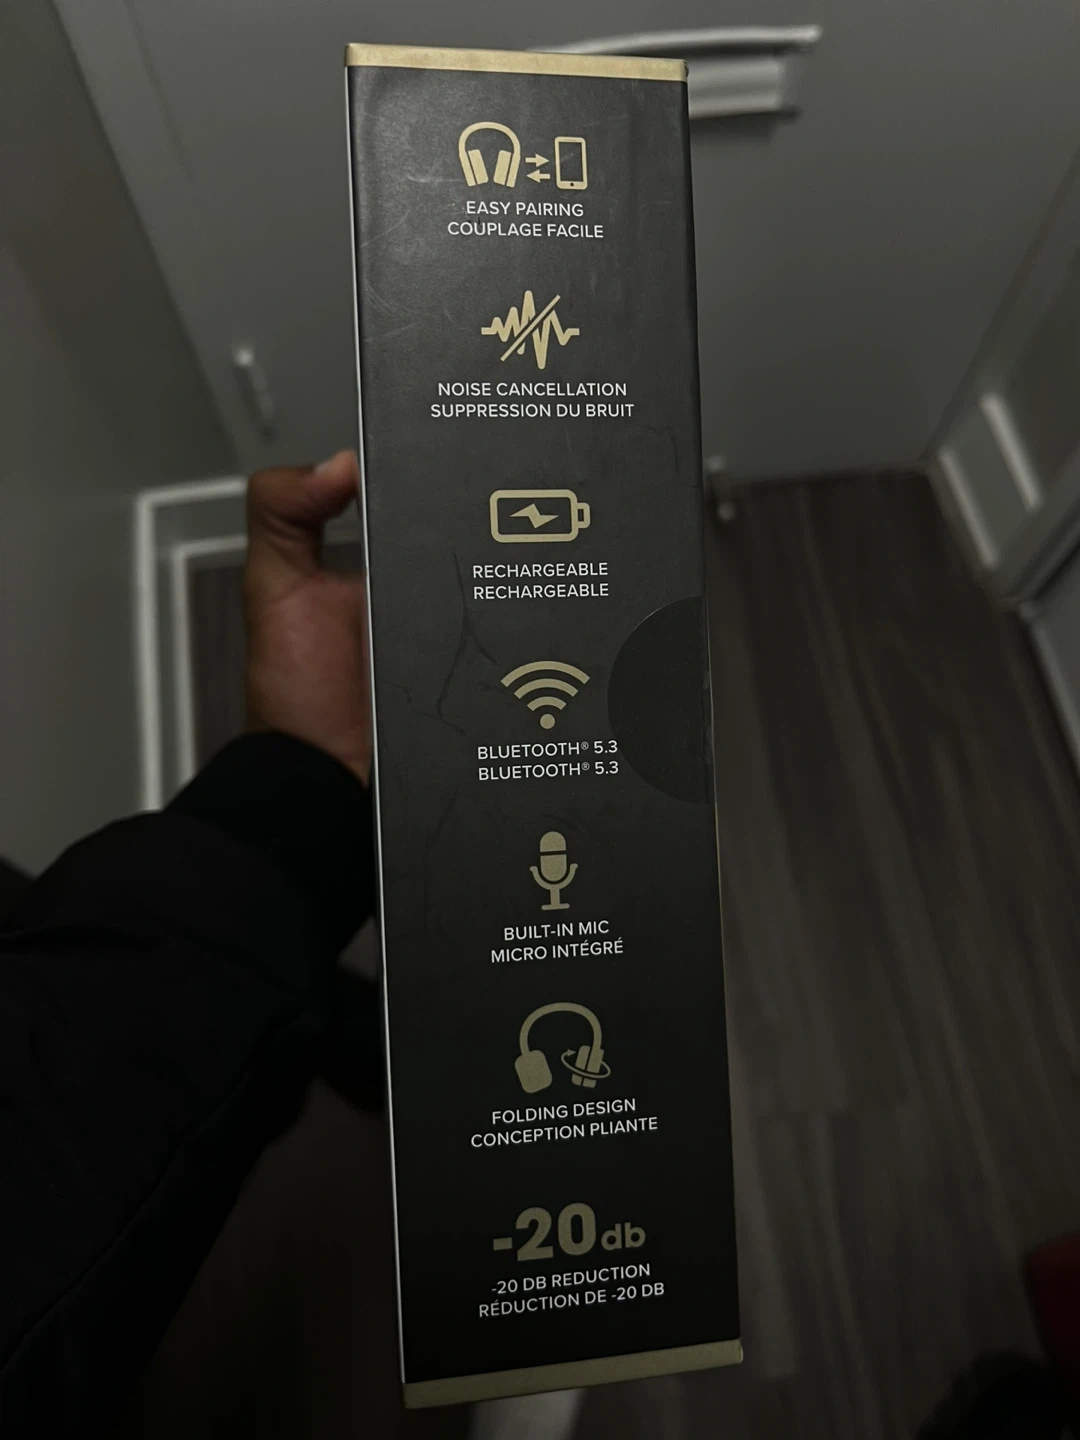 EASY PAIRING
COUPLAGE FACILE
NOISE CANCELLATION
SUPPRESSION DU BRUIT
RECHARGEABLE
RECHARGEABLE
BLUETOOTH® 5.3
BLUETOOTH® 5.3
BUILT-IN MIC
MICRO INTÉGRÉ
FOLDING DESIGN
CONCEPTION PLIANTE
-20db
-20 DB REDUCTION
RÉDUCTION DE -20 DB